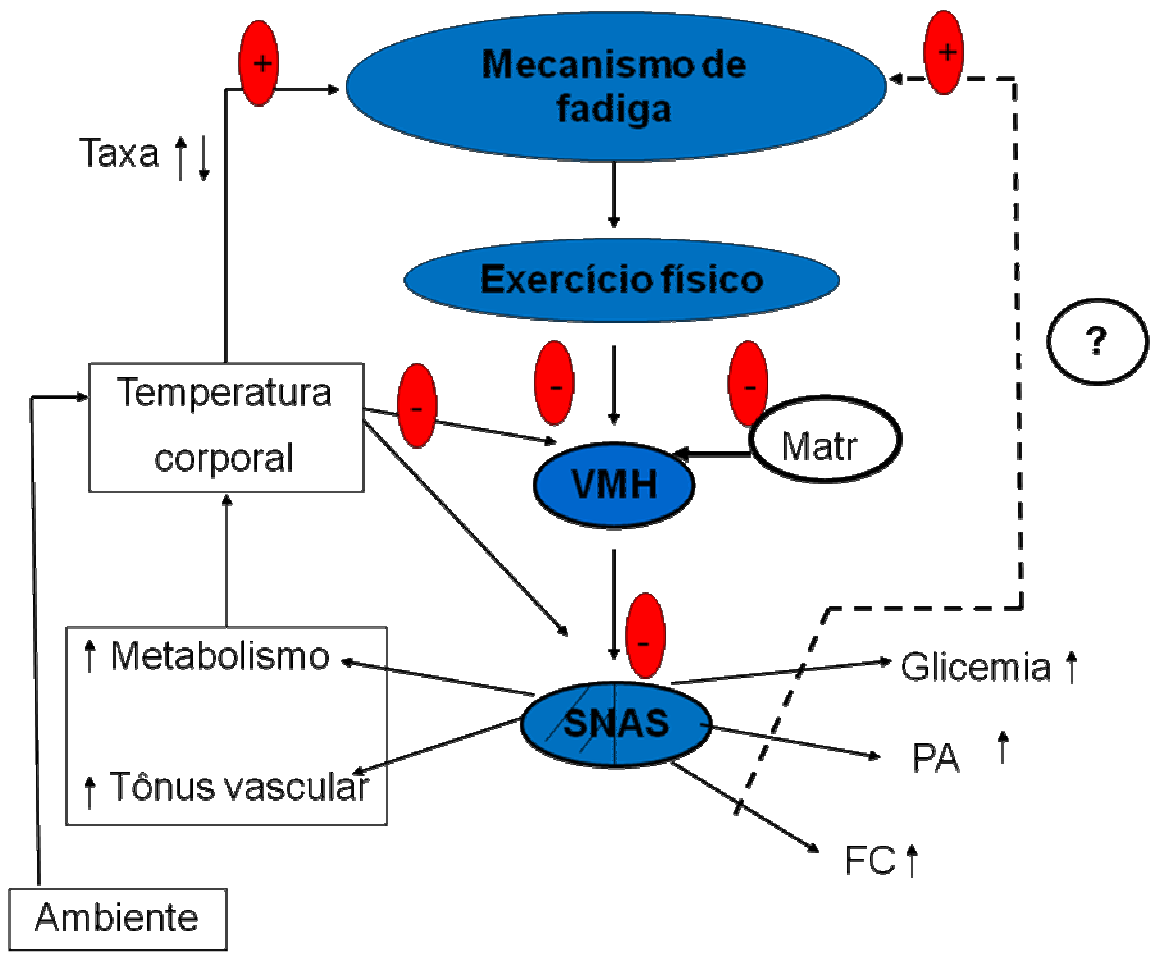 +
+
Mecanismo de
fadiga
Taxa ↑↓
Exercício físico
?
Temperatura
corporal
-
-
-
Matr
VMH
-
↑ Metabolismo
SNAS
Glicemia ↑
PA ↑
↑ Tônus vascular
FC ↑
Ambiente